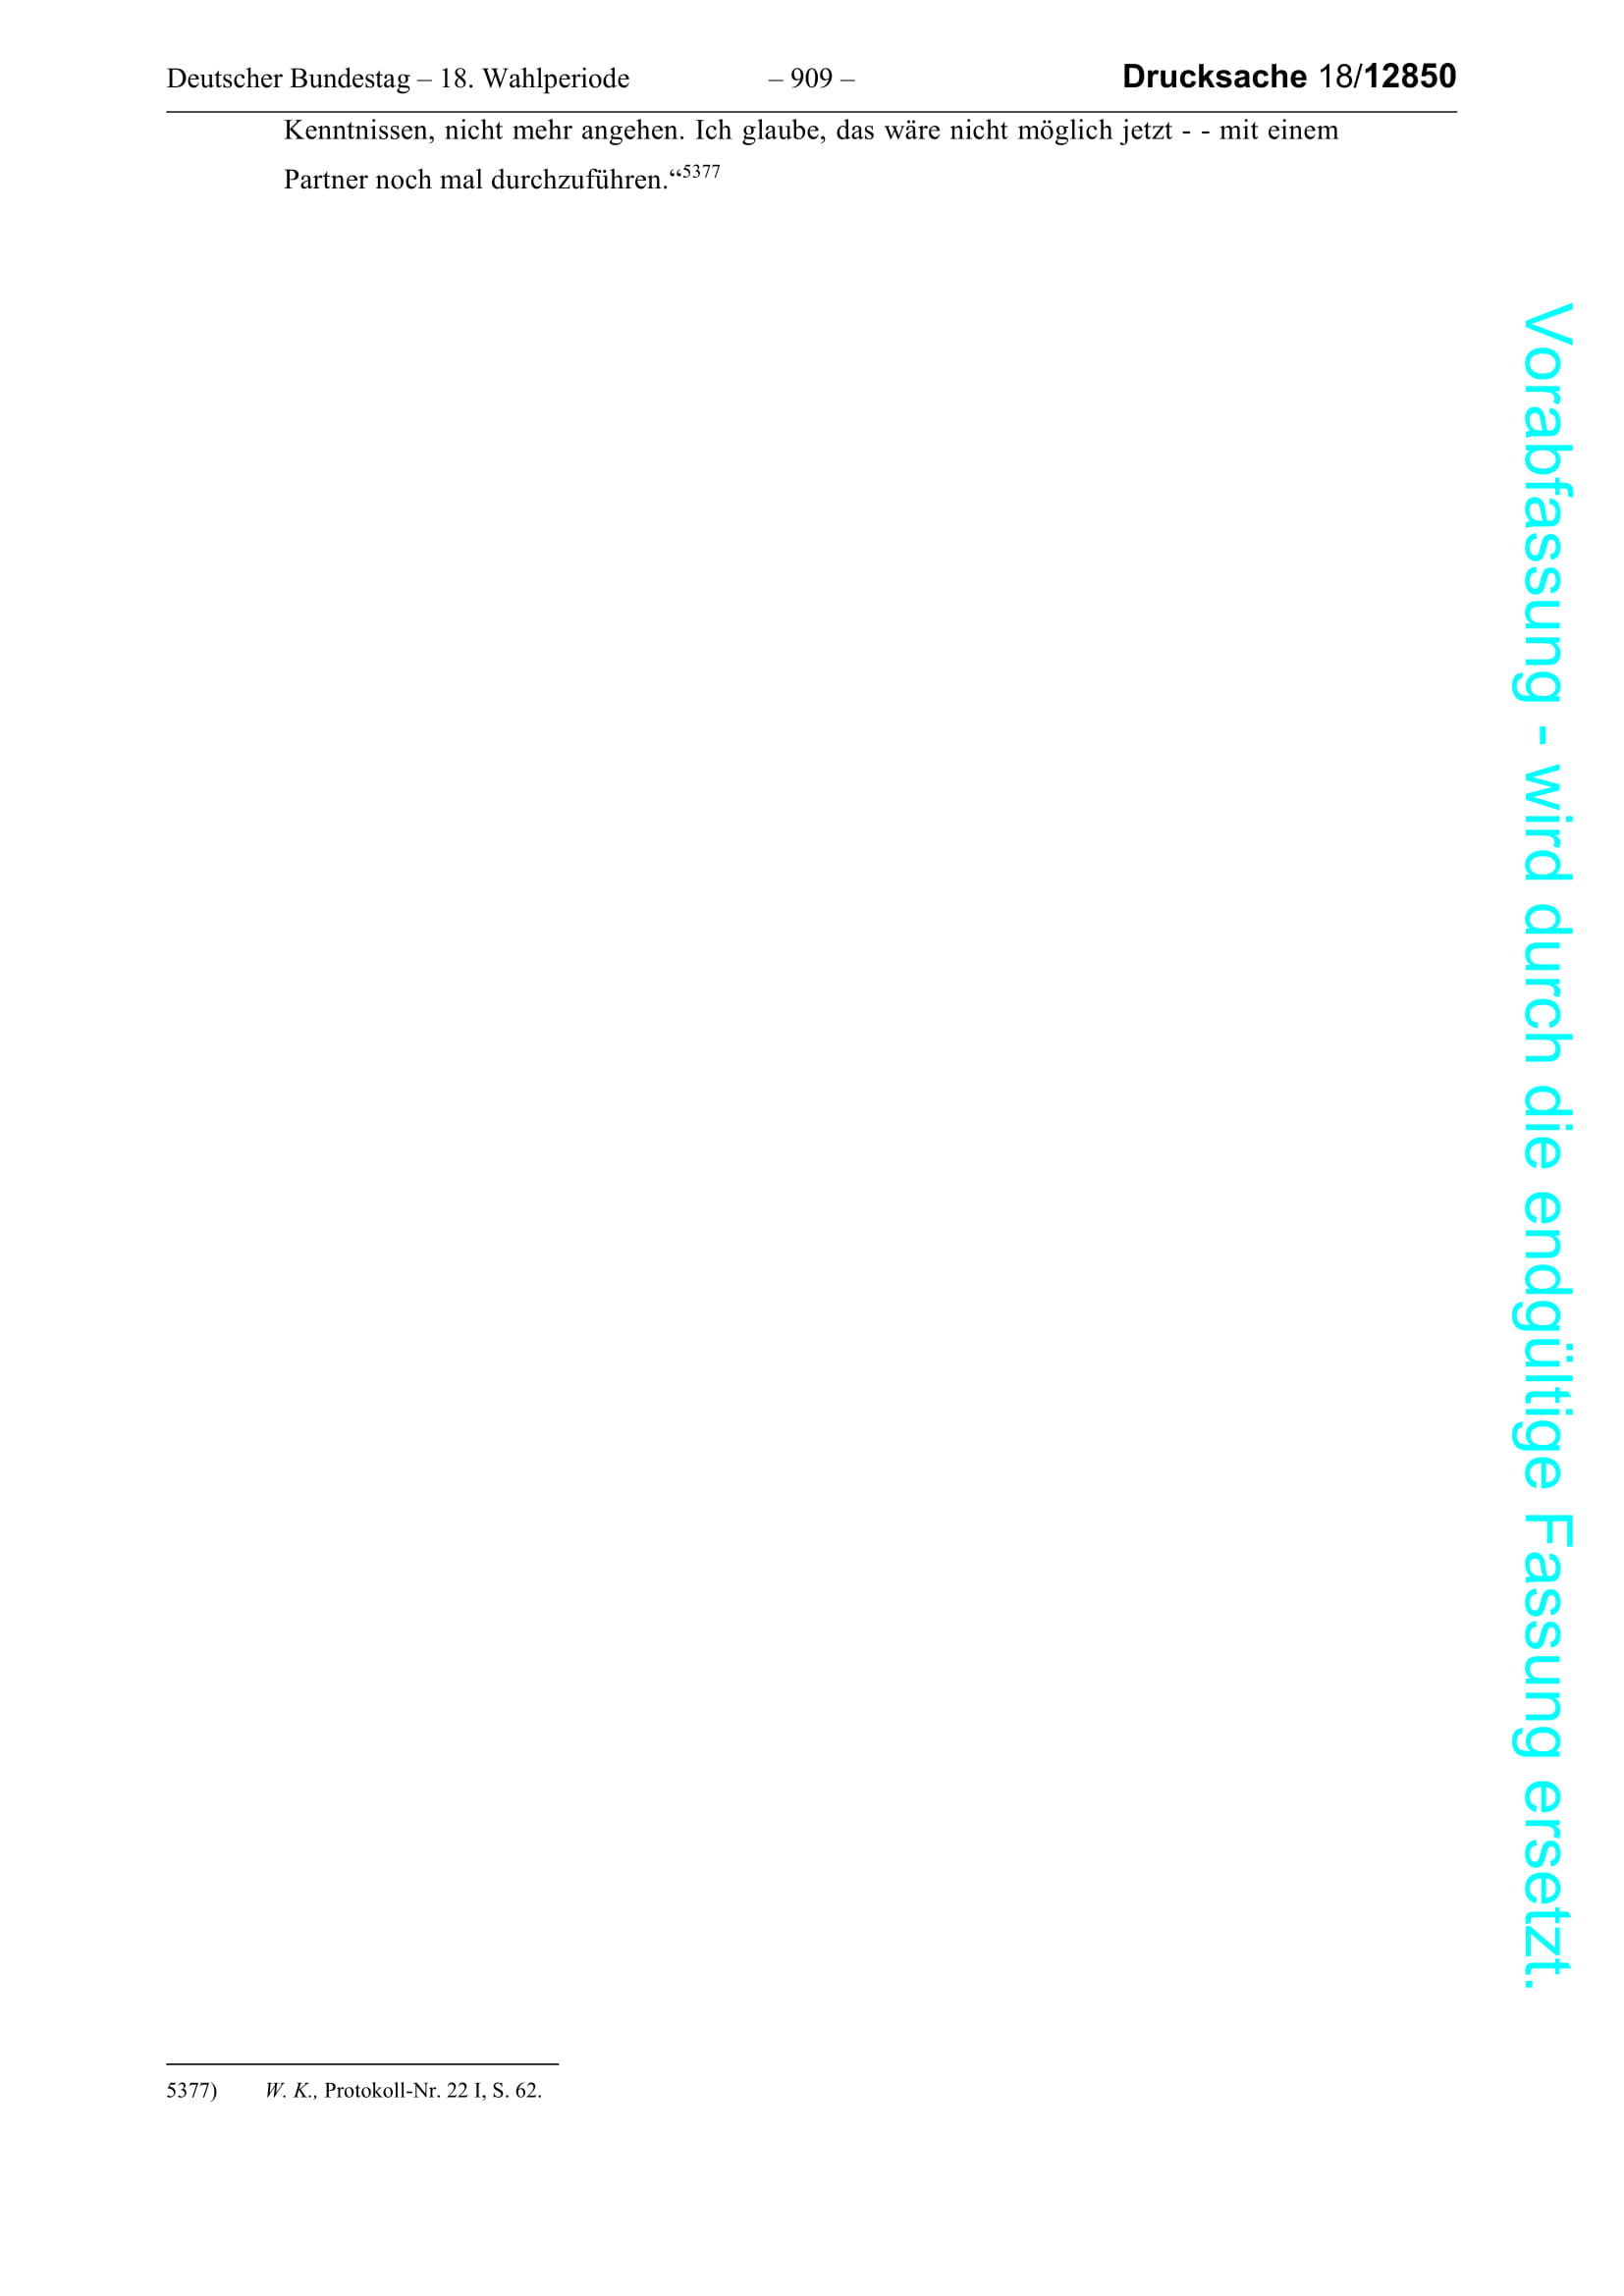 Deutscher Bundestag – 18. Wahlperiode – 909 – Drucksache 18/12850
Kenntnissen, nicht mehr angehen. Ich glaube, das wäre nicht möglich jetzt - - mit einem
Partner noch mal durchzuführen.“5377
Vorabfassung - wird durch die endgültige Fassung ersetzt.
5377) W. K., Protokoll-Nr. 22 I, S. 62.